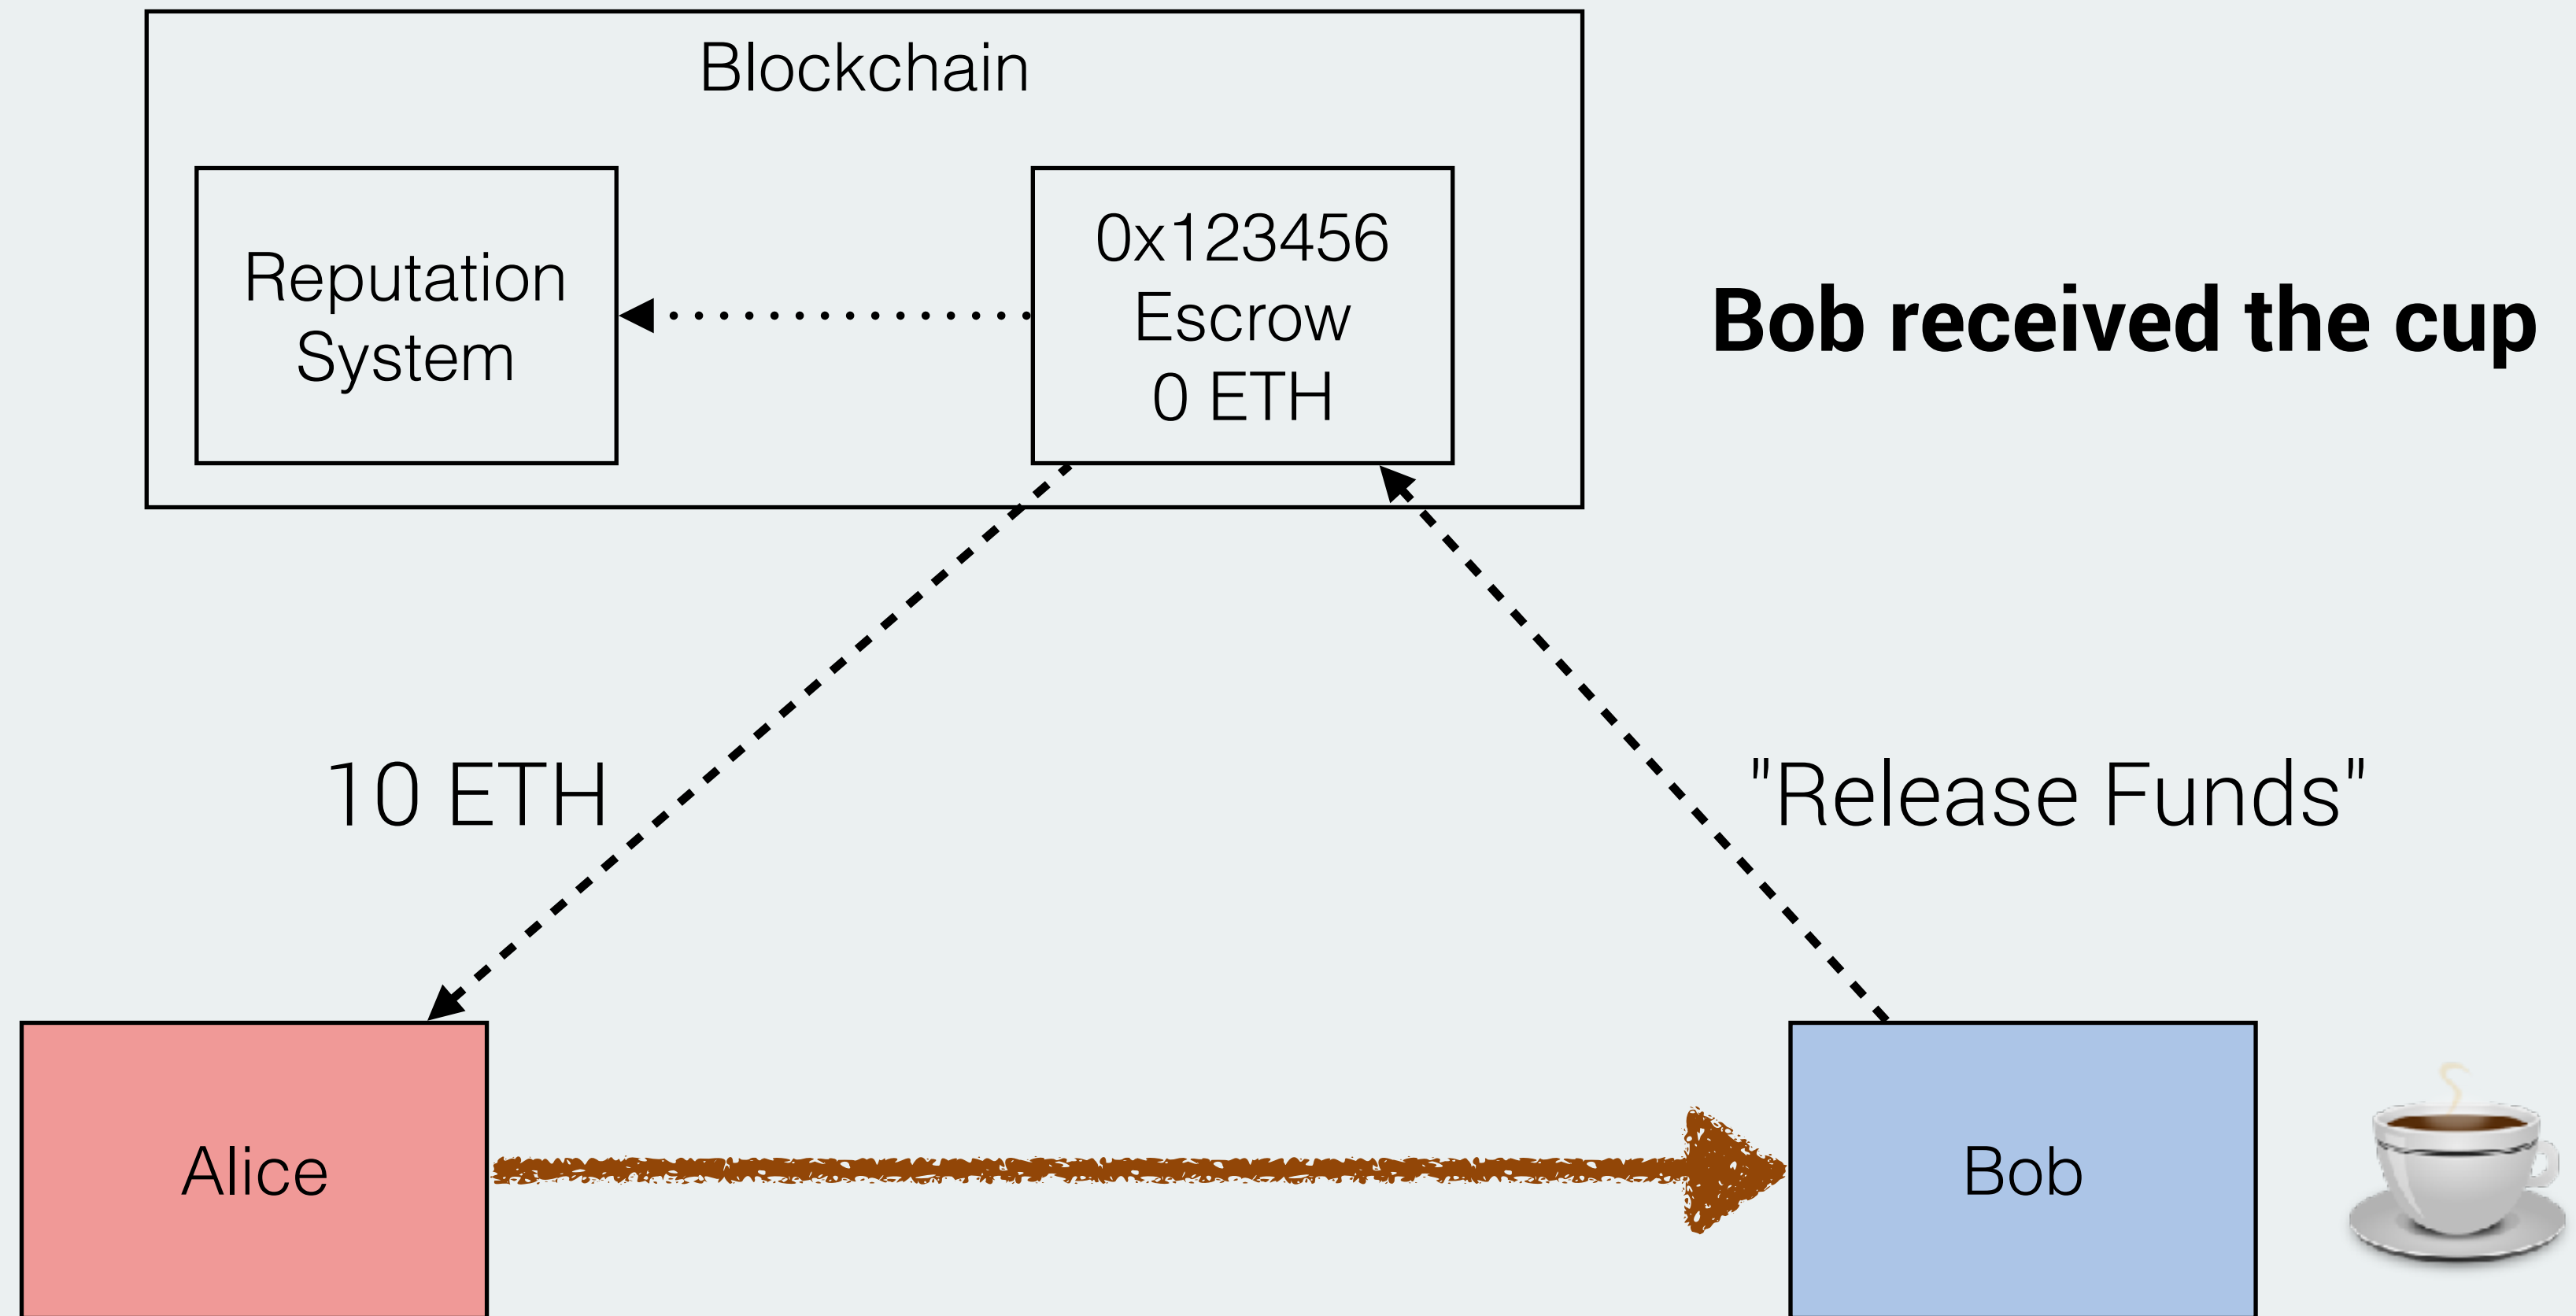 Blockchain
Reputation
System
0x123456
Escrow
0 ETH
Bob received the cup
10 ETH
"Release Funds"
Alice
Bob